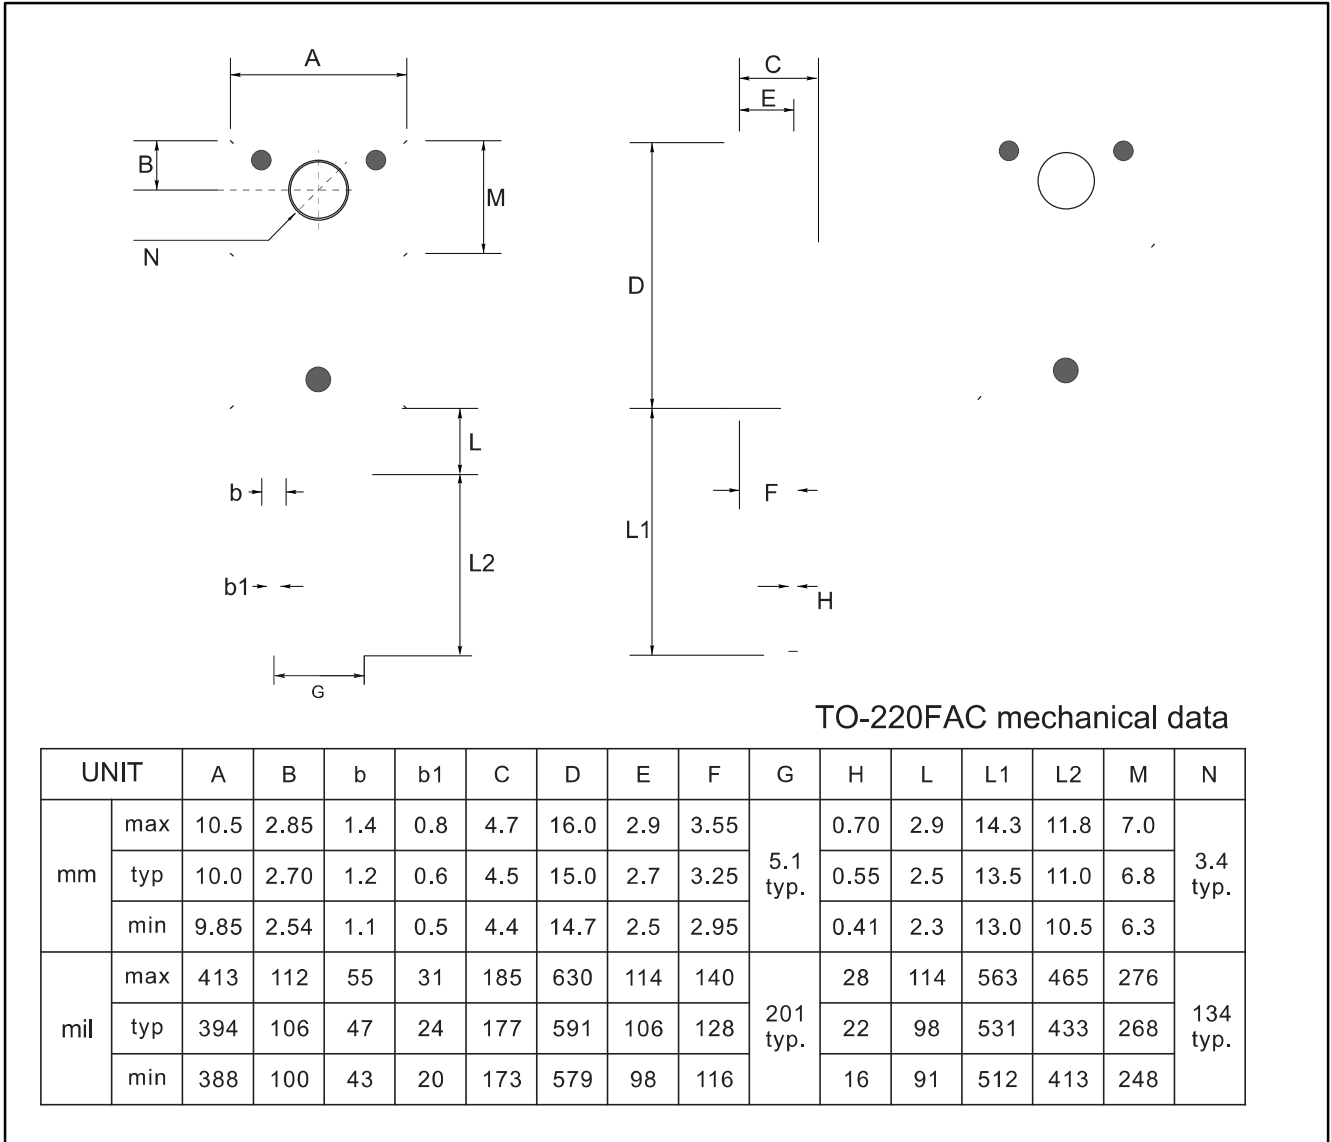 A
C
E
B
M
N
D
L
b
F
L1
L2
b1
H
G
TO-220FAC mechanical data
UNIT A B b b1 C D E F G H L L1 L2 M N
mm max 10.5 2.85 1.4 0.8 4.7 16.0 2.9 3.55 5.1 typ. 0.70 2.9 14.3 11.8 7.0 3.4 typ.
typ 10.0 2.70 1.2 0.6 4.5 15.0 2.7 3.25 0.55 2.5 13.5 11.0 6.8
min 9.85 2.54 1.1 0.5 4.4 14.7 2.5 2.95 0.41 2.3 13.0 10.5 6.3
mil max 413 112 55 31 185 630 114 140 201 typ. 28 114 563 465 276 134 typ.
typ 394 106 47 24 177 591 106 128 22 98 531 433 268
min 388 100 43 20 173 579 98 116 16 91 512 413 248